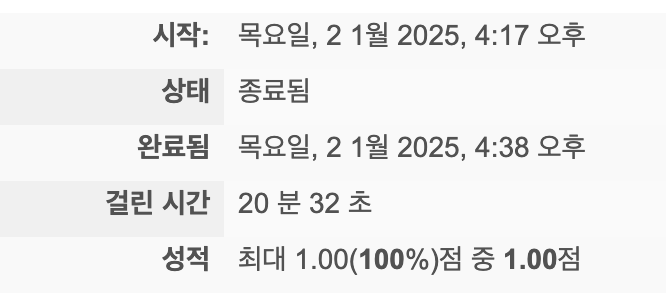 시작: 목요일, 2 1월 2025, 4:17 오후
상태 종료됨
완료됨 목요일, 2 1월 2025, 4:38 오후
걸린 시간 20 분 32 초
성적 최대 1.00(100%)점 중 1.00점